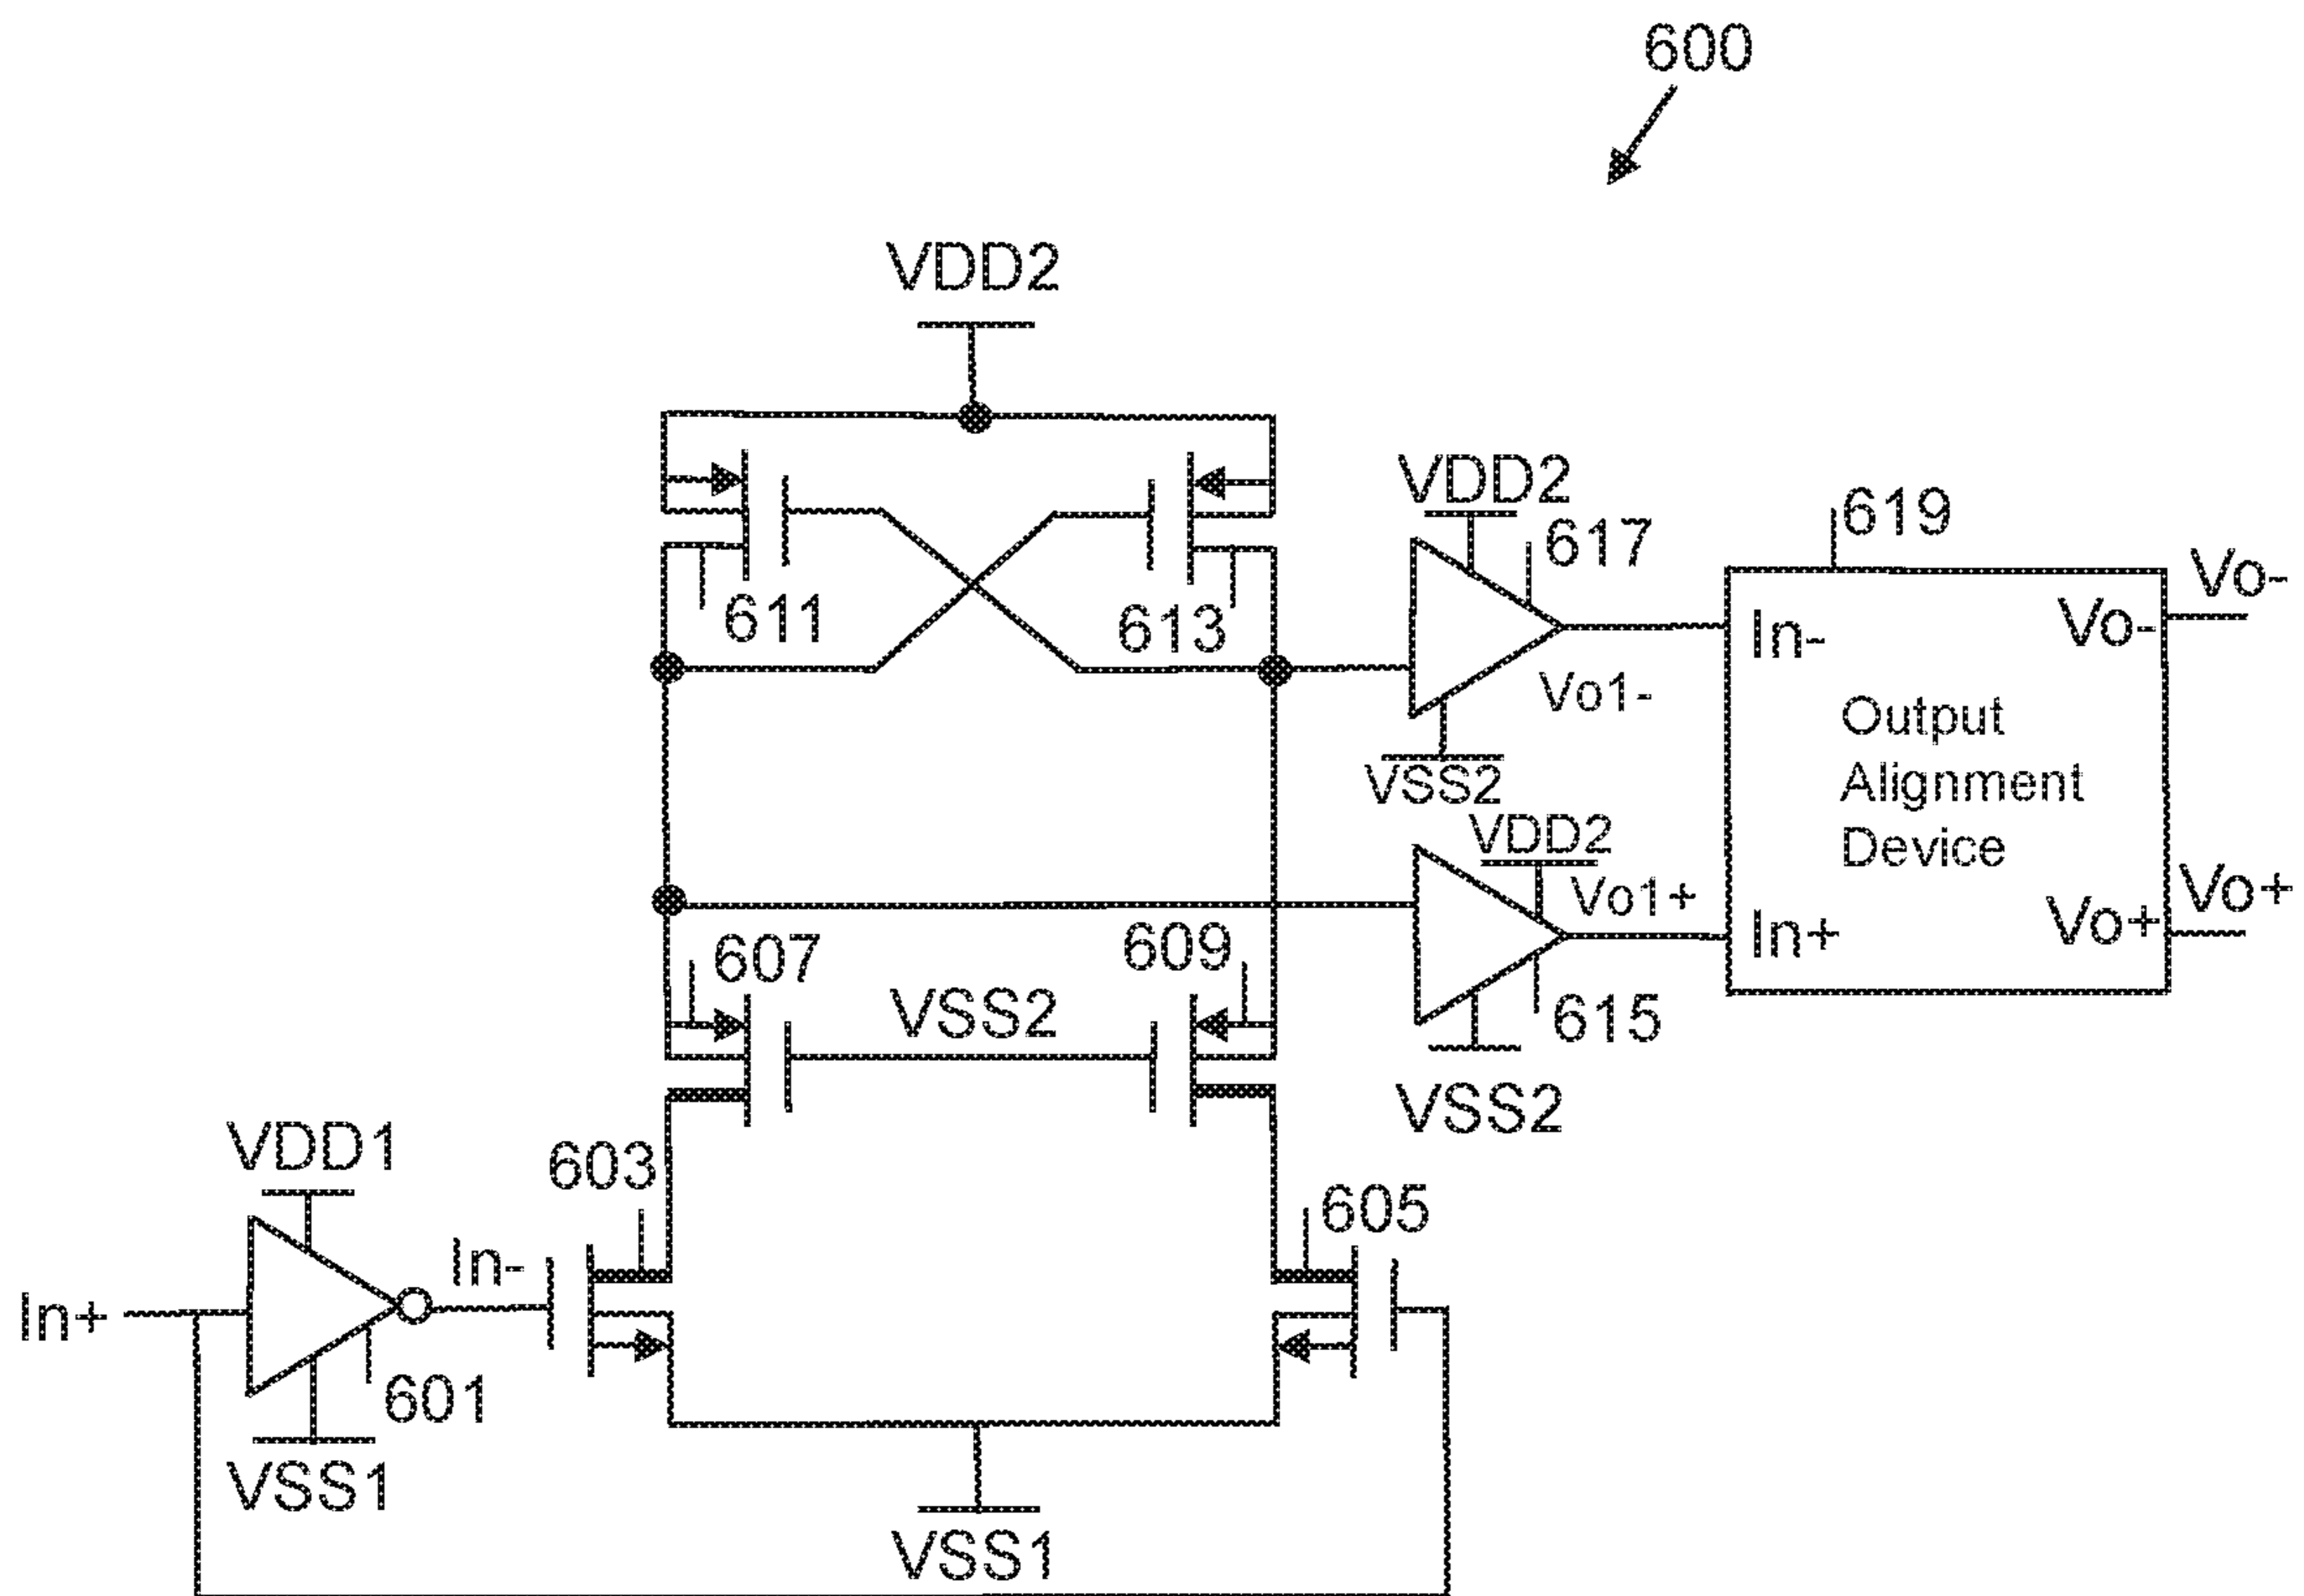 600
VDD2
VDD2
617
619
Vo-
In-
Vo-
611
613
Vo1-
Output
Alignment
Device
VSS2
VDD2
Vo1+
Vo+
In+
Vo+
607
609
VSS2
615
VSS2
VDD1
603
605
In-
In+
601
VSS1
VSS1